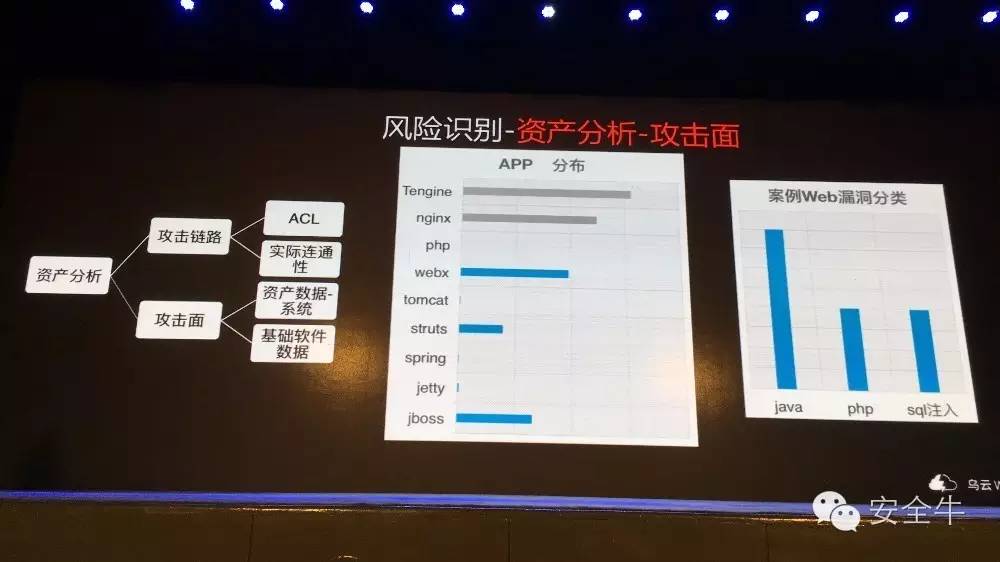 风险识别-资产分析-攻击面
资产分析
攻击链路
攻击面
ACL
实际连通
性
资产数据-
系统
基础软件
数据
APP 分布
Tengine
nginx
php
webx
tomcat
struts
spring
jetty
jboss
案例Web漏洞分类
java
php
sql注入
乌云
安全牛